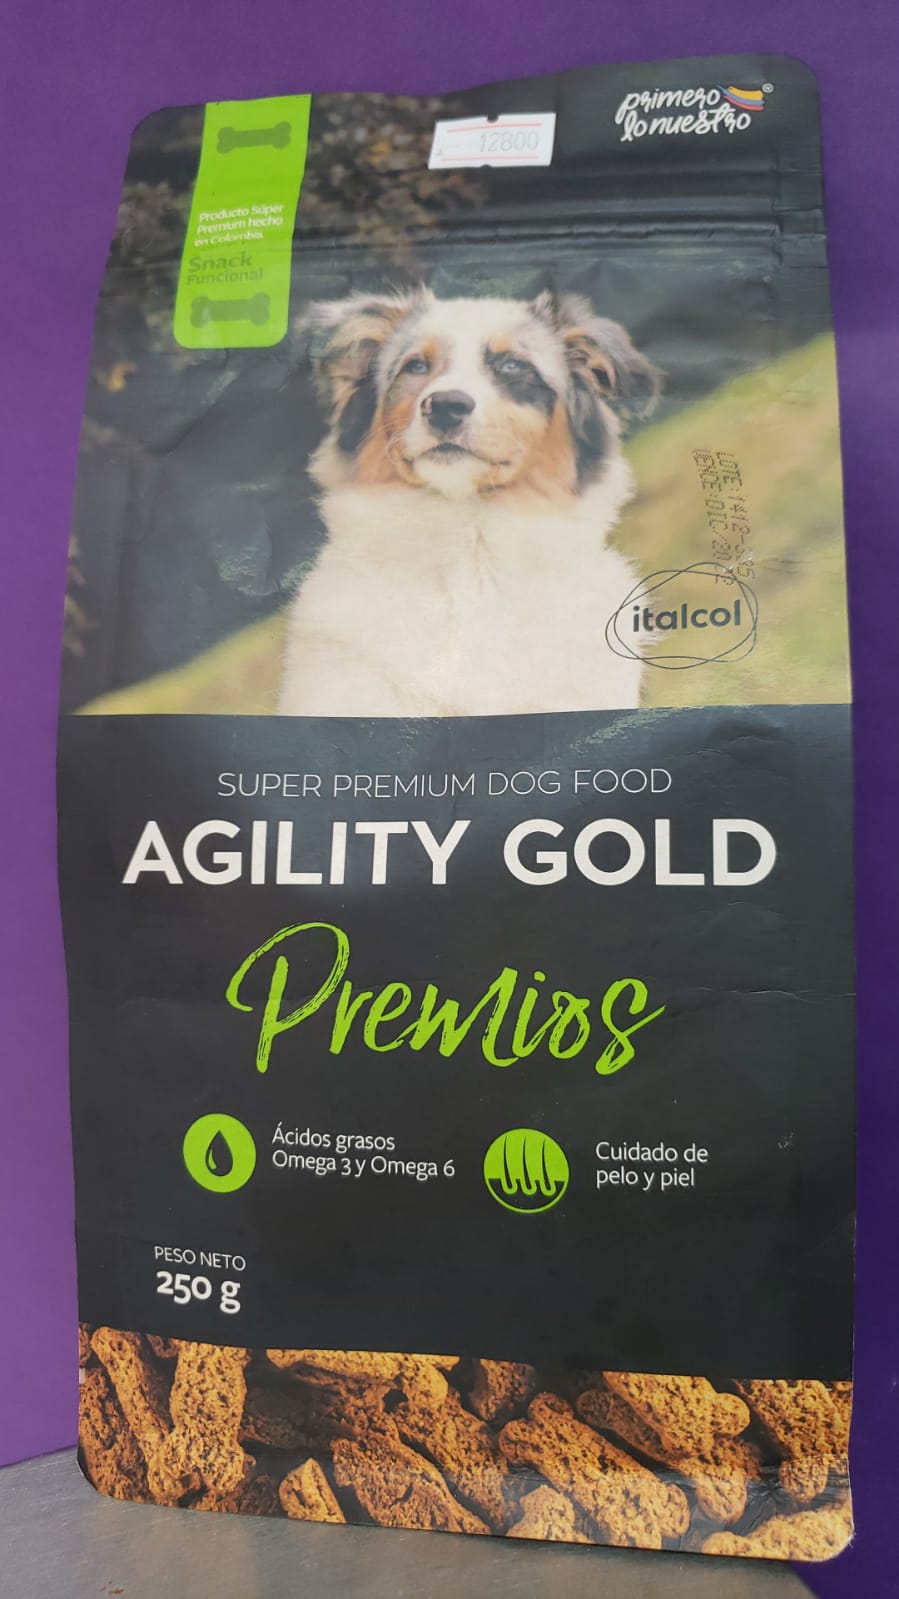 primero
lo nuestro
®
12800
Producto Súper
Premium hecho
en Colombia.
Snack
Funcional
italcol
SUPER PREMIUM DOG FOOD
AGILITY GOLD
Premios
Ácidos grasos
Omega 3 y Omega 6
Cuidado de
pelo y piel
PESO NETO
250 g